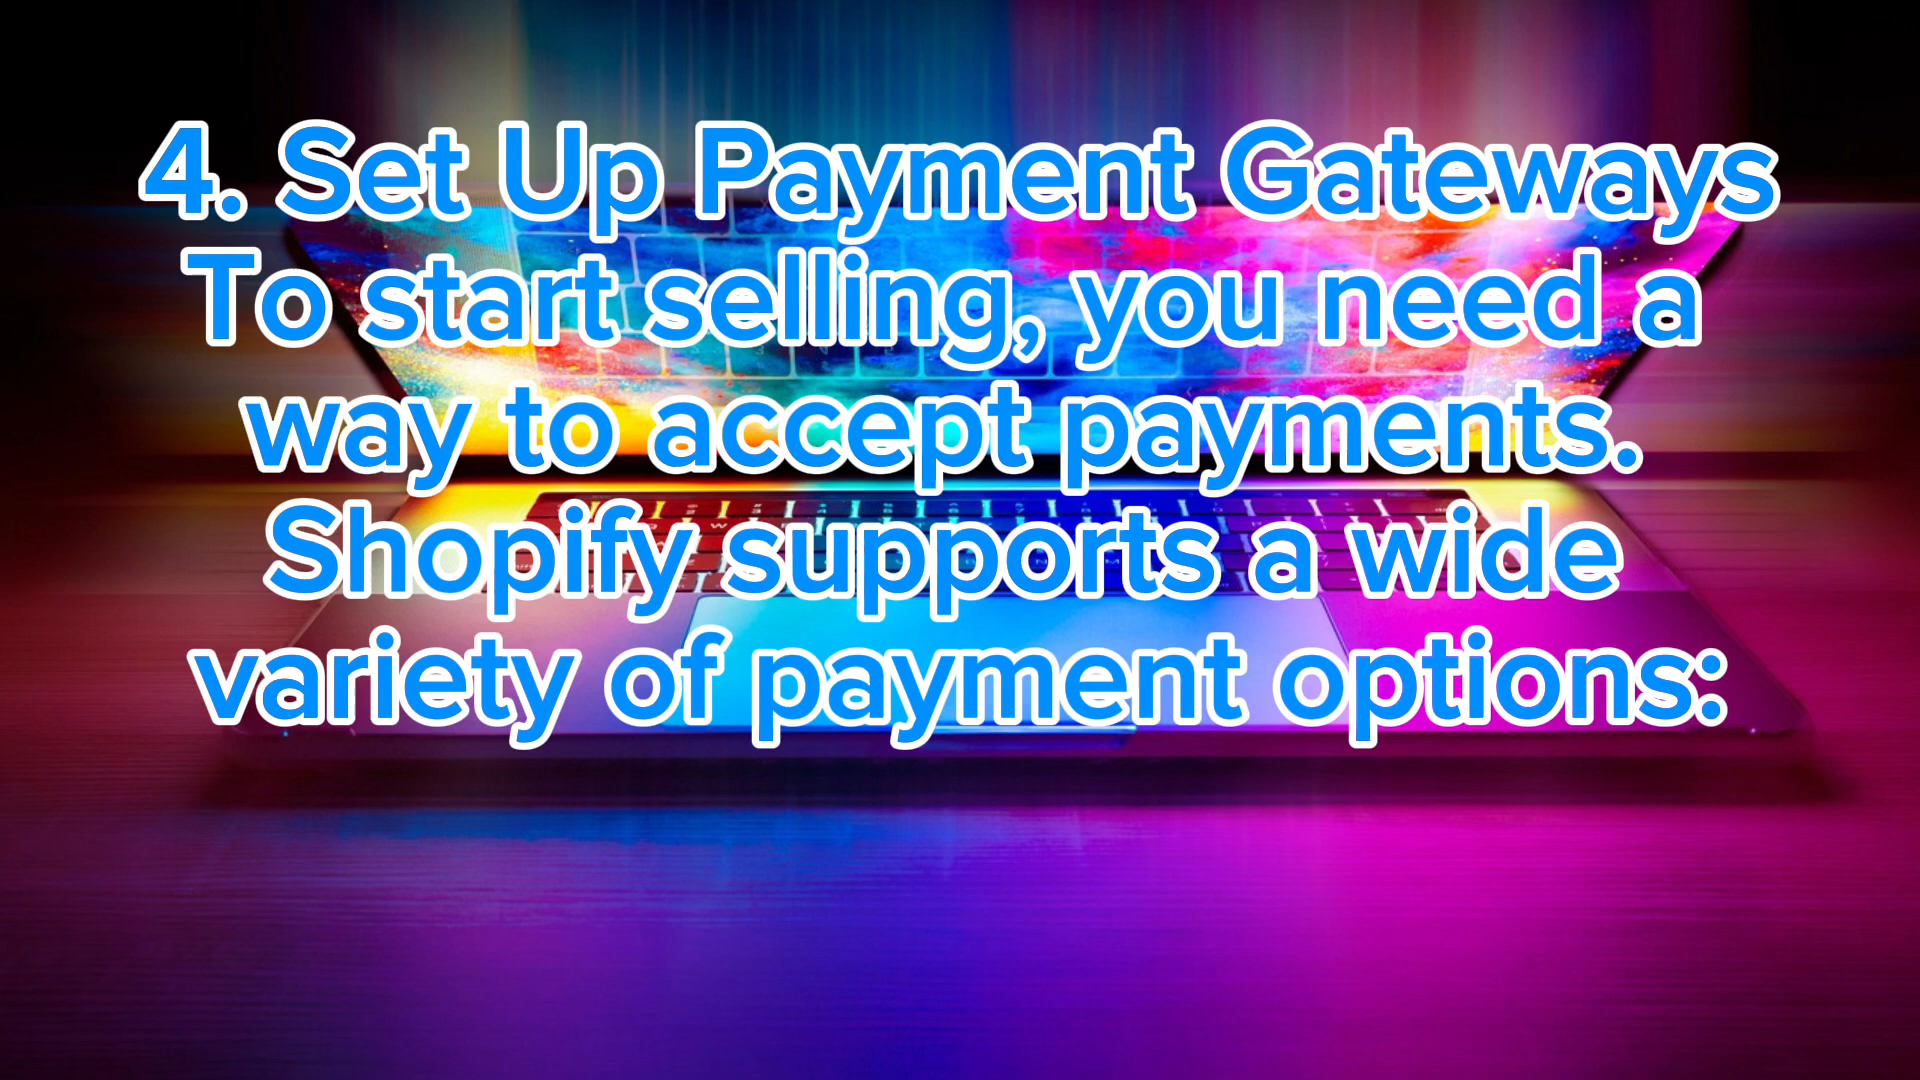 4. Set Up Payment Gateways
To start selling, you need a
way to accept payments.
Shopify supports a wide
variety of payment options: